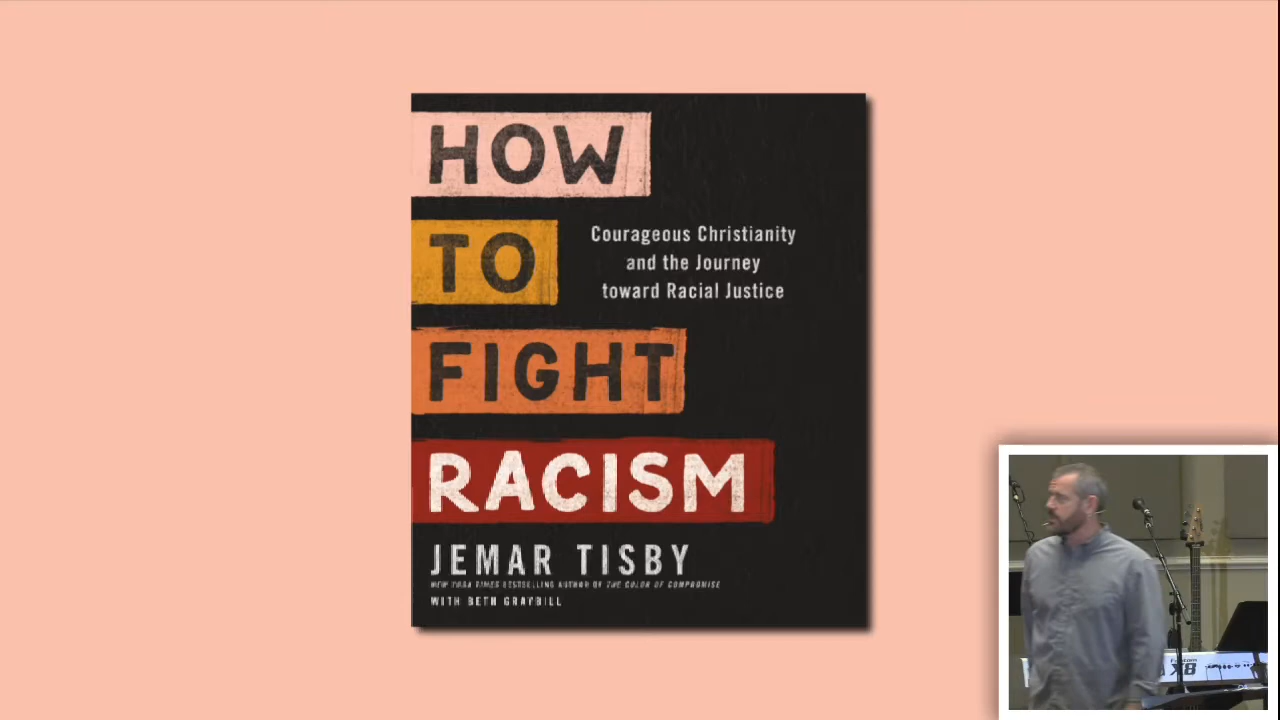 HOW
TO
Courageous Christianity
and the Journey
toward Racial Justice
FIGHT
RACISM
JEMAR TISBY
NEW YORK TIMES BESTSELLING AUTHOR OF THE COLOR OF COMPROMISE
WITH BETH GRAYBILL
X8